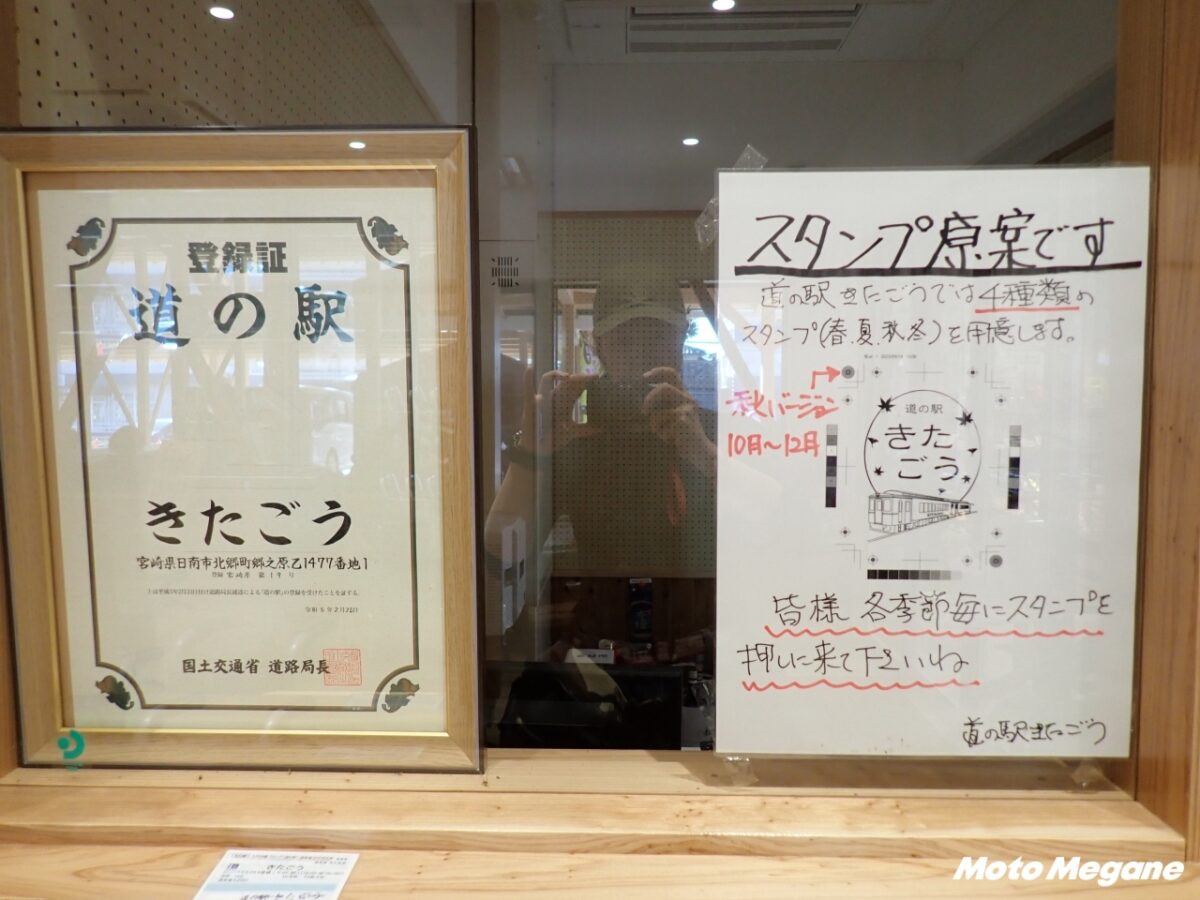 登録証
道の駅
きたごう
宮崎県日南市北郷町郷之原乙1477番地1
国土交通省 道路局長
スタンプ原案です
道の駅きたごうでは4種類の
スタンプ(春.夏.秋.冬)を用意します。
秋バージョン
10月~12月
道の駅
きた
ごう
皆様 各季節毎にスタンプを
押しに来て下さいね
道の駅きたごう
きたごう
Moto Megane